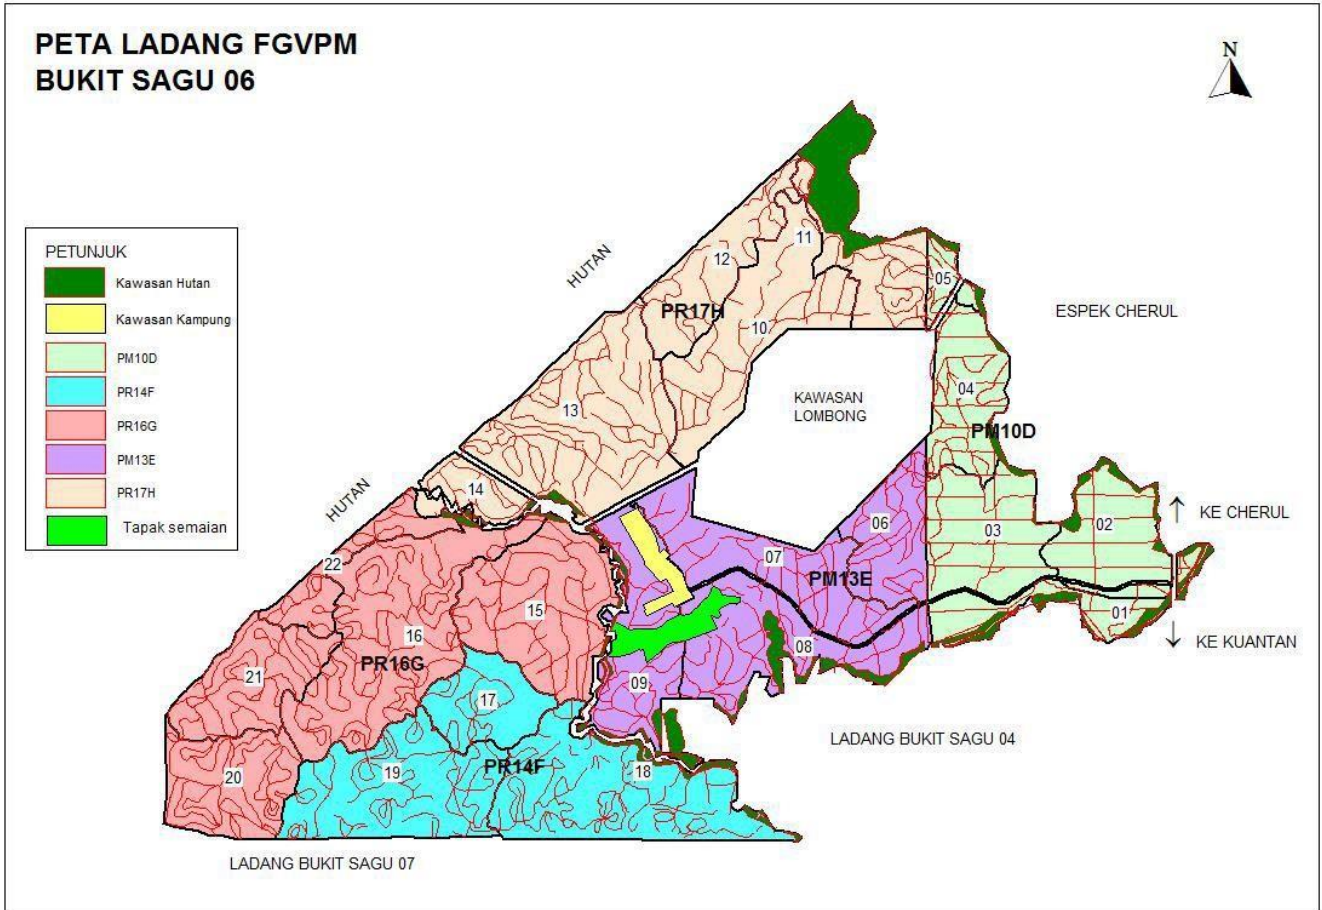 PETA LADANG FGVPM
BUKIT SAGU 06
N
PETUNJUK
Kawasan Hutan
Kawasan Kampung
PM10D
PR14F
PR16G
PM13E
PR17H
Tapak semaian
HUTAN
12
11
05
ESPEK CHERUL
PR17H
10
04
KAWASAN
LOMBONG
13
PM10D
14
HUTAN
02
KE CHERUL
06
03
07
22
PM13E
15
01
16
08
KE KUANTAN
PR16G
21
09
17
LADANG BUKIT SAGU 04
PR14F
20
19
18
LADANG BUKIT SAGU 07